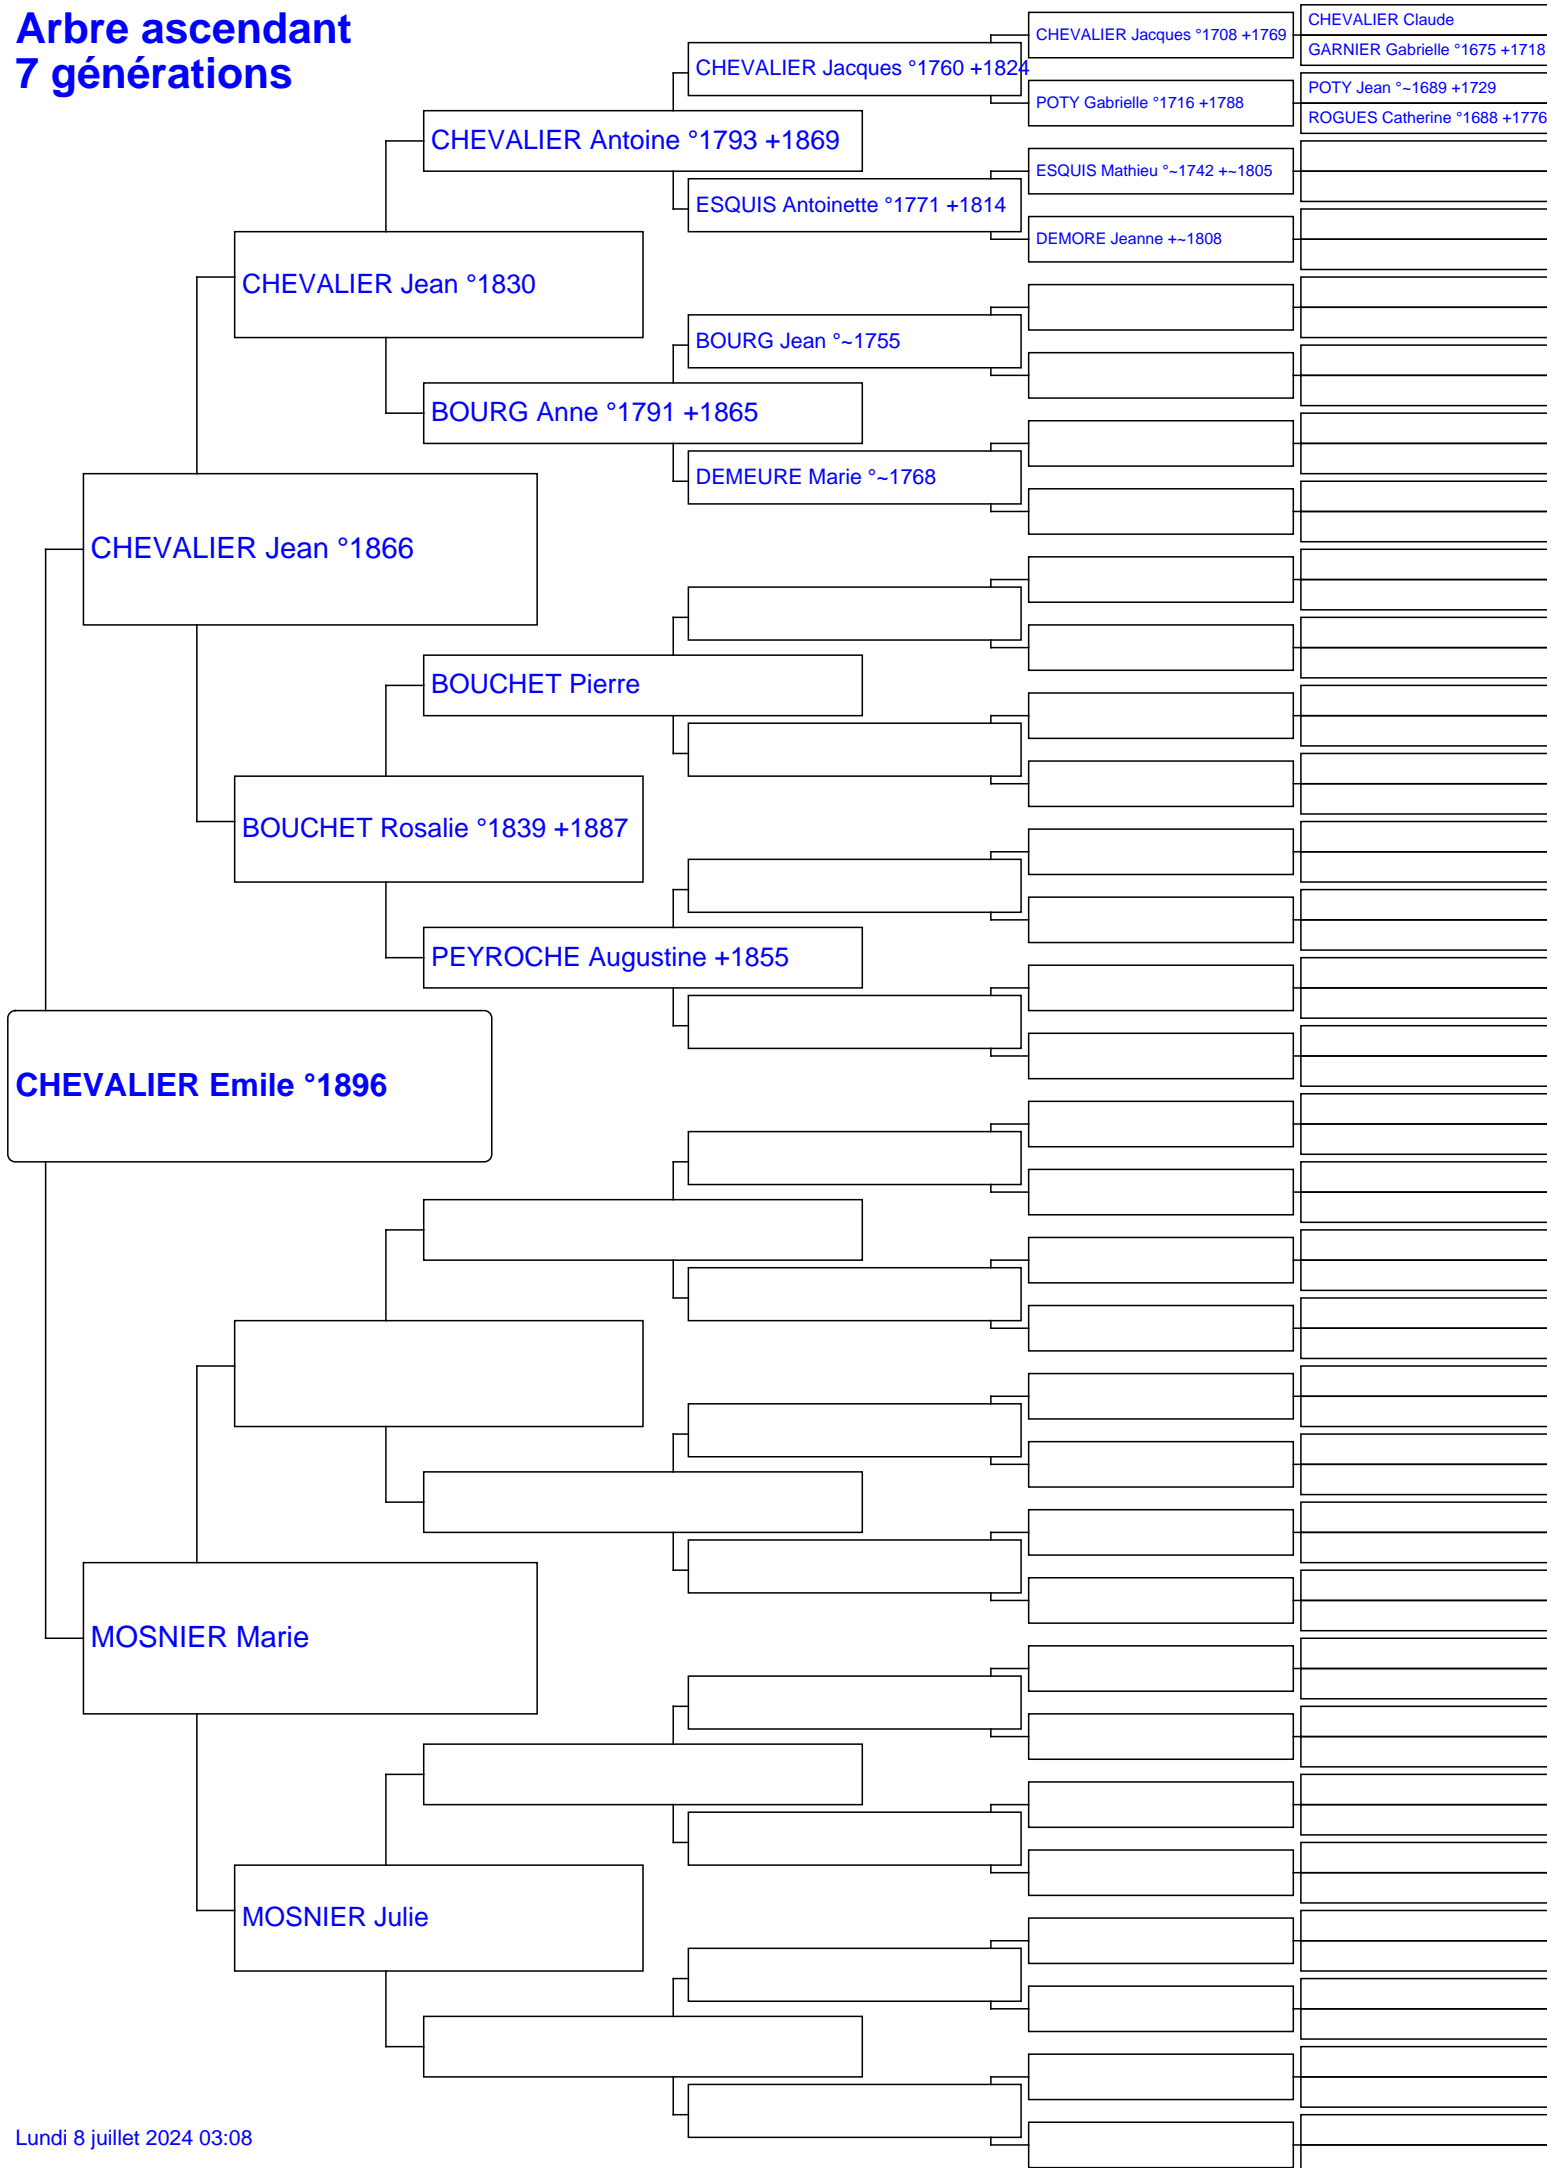 Arbre ascendant
7 générations
CHEVALIER Emile °1896
CHEVALIER Jean °1866
MOSNIER Marie
CHEVALIER Jean °1830
BOUCHET Rosalie °1839 +1887
MOSNIER Julie
CHEVALIER Antoine °1793 +1869
BOURG Anne °1791 +1865
BOUCHET Pierre
PEYROCHE Augustine +1855
CHEVALIER Jacques °1760 +1824
ESQUIS Antoinette °1771 +1814
BOURG Jean °~1755
DEMEURE Marie °~1768
CHEVALIER Jacques °1708 +1769
POTY Gabrielle °1716 +1788
ESQUIS Mathieu °~1742 +~1805
DEMORE Jeanne +~1808
CHEVALIER Claude
GARNIER Gabrielle °1675 +1718
POTY Jean °~1689 +1729
ROGUES Catherine °1688 +1776
Lundi 8 juillet 2024 03:08